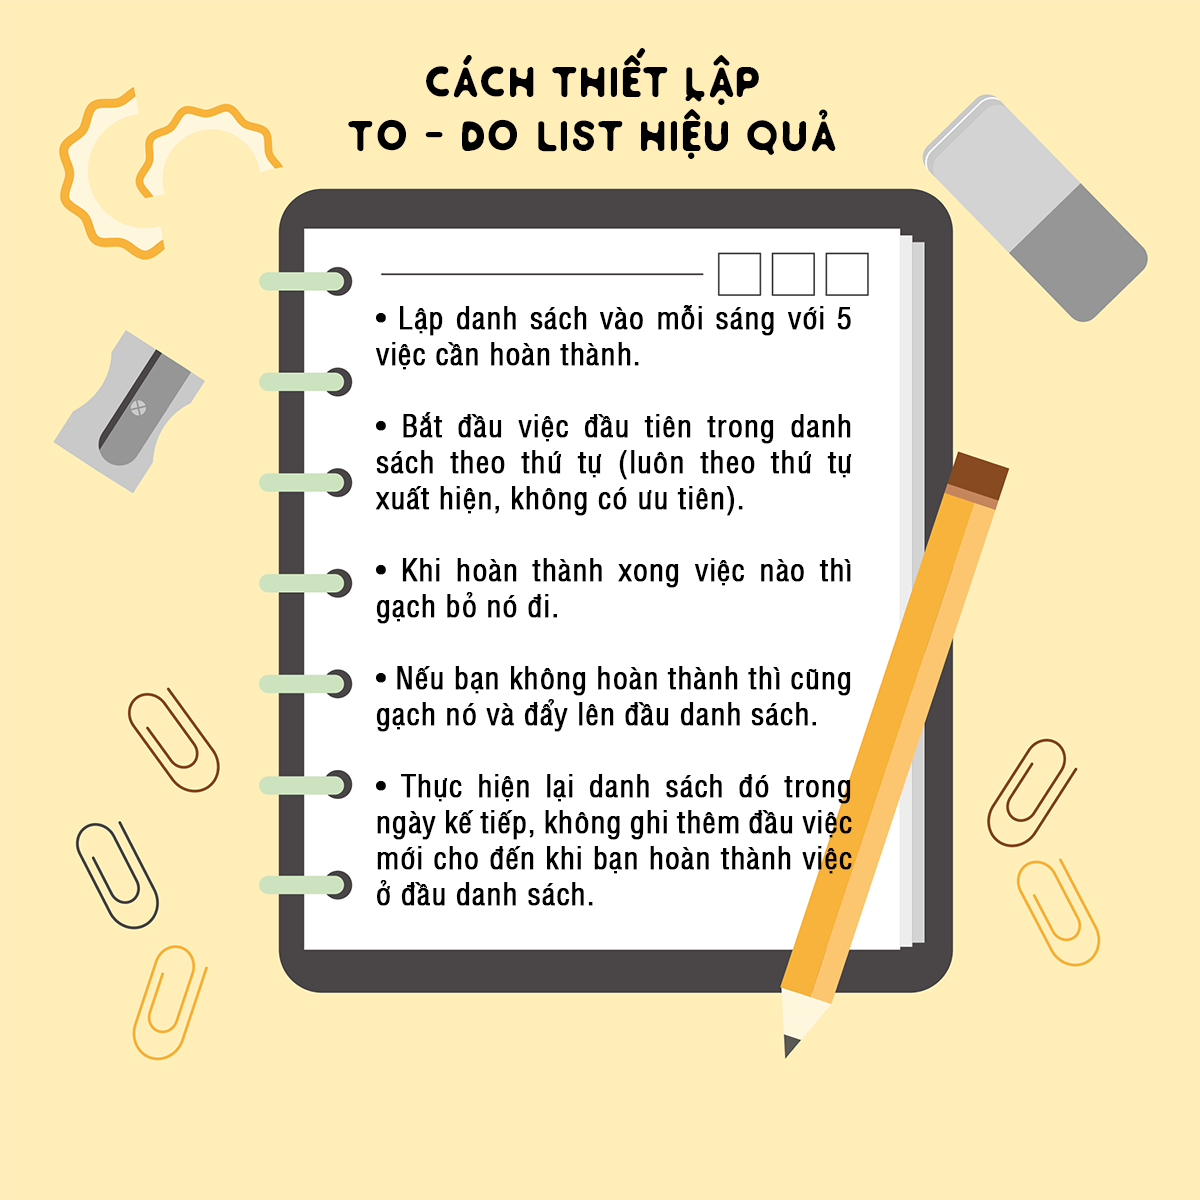 CÁCH THIẾT LẬP
TO - DO LIST HIỆU QUẢ
• Lập danh sách vào mỗi sáng với 5
việc cần hoàn thành.
• Bắt đầu việc đầu tiên trong danh
sách theo thứ tự (luôn theo thứ tự
xuất hiện, không có ưu tiên).
• Khi hoàn thành xong việc nào thì
gạch bỏ nó đi.
• Nếu bạn không hoàn thành thì cũng
gạch nó và đẩy lên đầu danh sách.
• Thực hiện lại danh sách đó trong
ngày kế tiếp, không ghi thêm đầu việc
mới cho đến khi bạn hoàn thành việc
ở đầu danh sách.